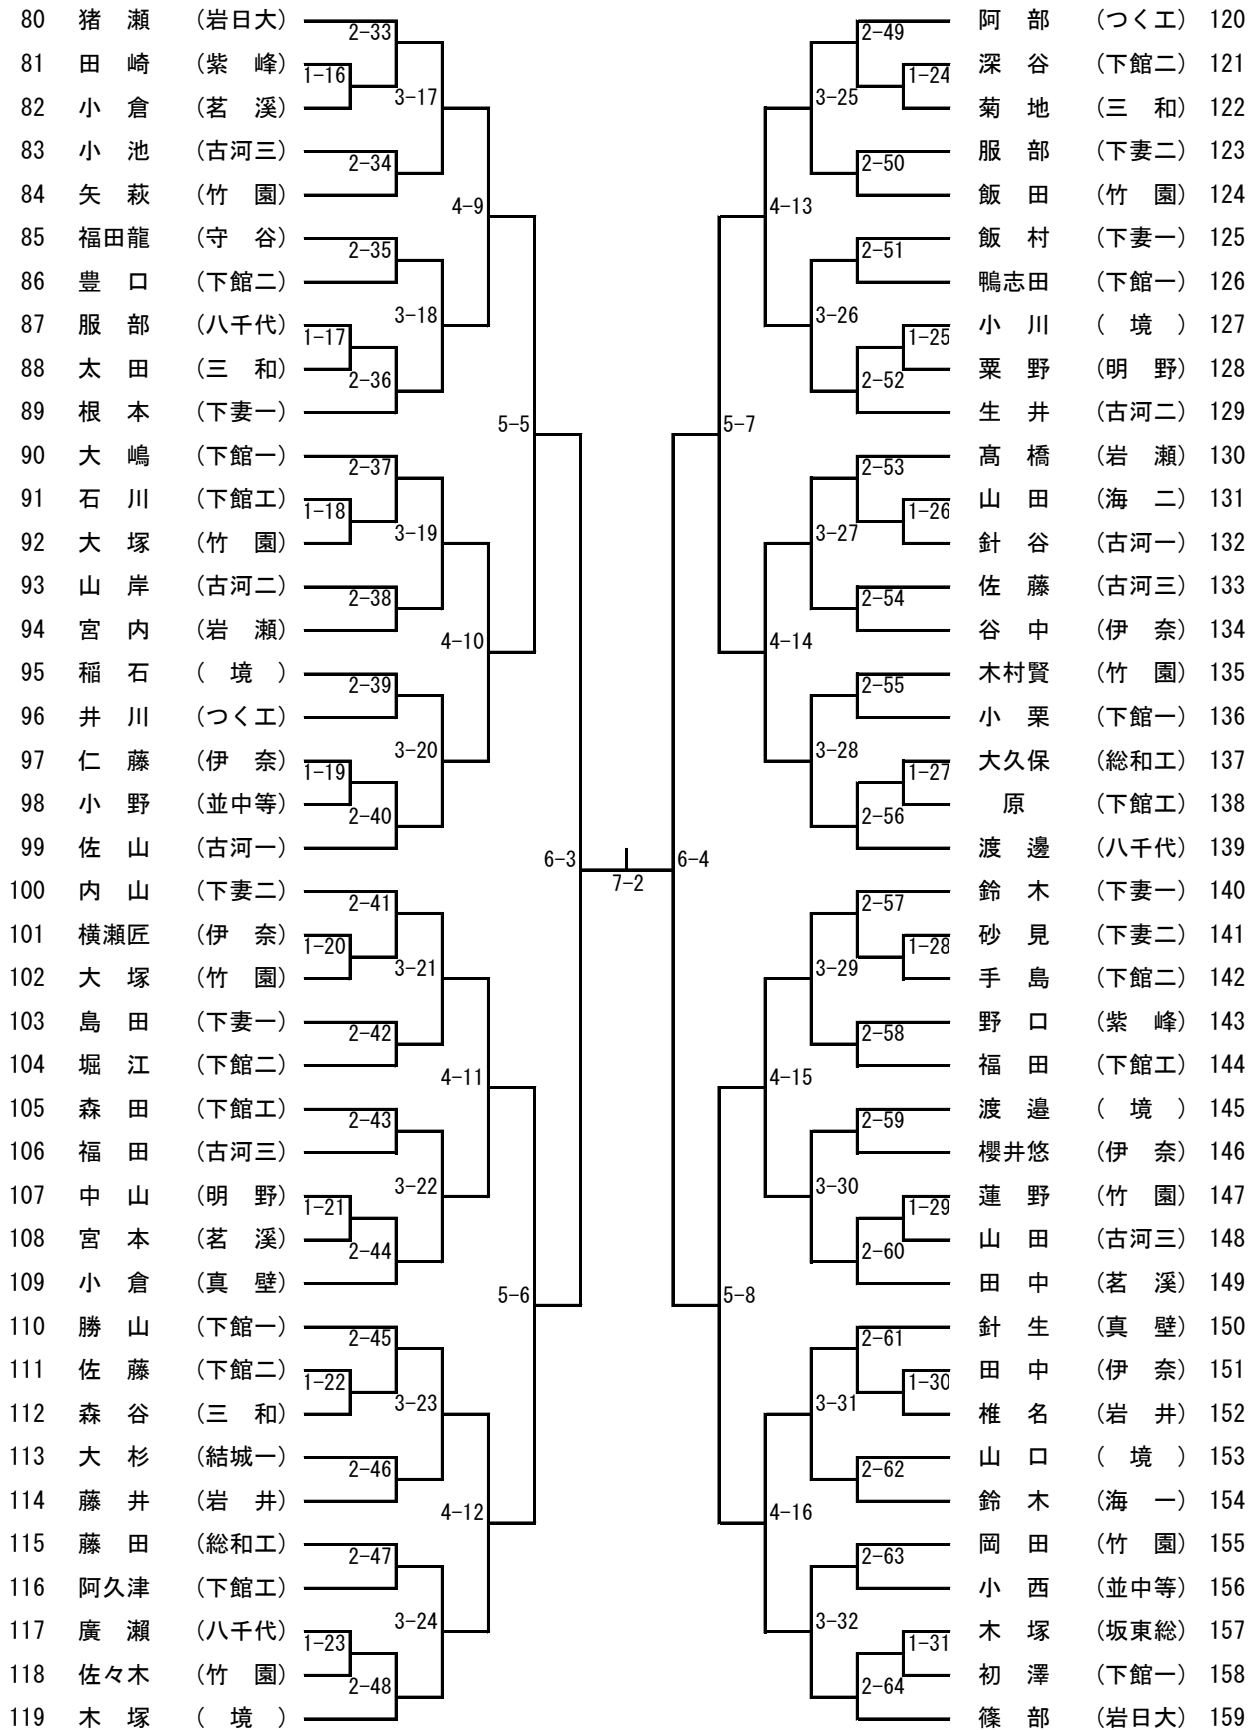 80 猪 瀬 (岩日大) 2-33 2-49 阿 部 (つく工) 120
81 田 崎 (紫 峰) 1-16 1-24 深 谷 (下館二) 121
82 小 倉 (茗 溪) 3-17 3-25 菊 地 (三 和) 122
83 小 池 (古河三) 2-34 2-50 服 部 (下妻二) 123
84 矢 萩 (竹 園) 4-9 4-13 飯 田 (竹 園) 124
85 福田龍 (守 谷) 2-35 2-51 飯 村 (下妻一) 125
86 豊 口 (下館二) 鴨志田 (下館一) 126
87 服 部 (八千代) 1-17 3-18 3-26 1-25 小 川 ( 境 ) 127
88 太 田 (三 和) 2-36 2-52 粟 野 (明 野) 128
89 根 本 (下妻一) 5-5 5-7 生 井 (古河二) 129
90 大 嶋 (下館一) 2-37 2-53 髙 橋 (岩 瀬) 130
91 石 川 (下館工) 1-18 1-26 山 田 (海 二) 131
92 大 塚 (竹 園) 3-19 3-27 針 谷 (古河一) 132
93 山 岸 (古河二) 2-38 2-54 佐 藤 (古河三) 133
94 宮 内 (岩 瀬) 4-10 4-14 谷 中 (伊 奈) 134
95 稲 石 ( 境 ) 2-39 2-55 木村賢 (竹 園) 135
96 井 川 (つく工) 小 栗 (下館一) 136
97 仁 藤 (伊 奈) 1-19 3-20 3-28 1-27 大久保 (総和工) 137
98 小 野 (並中等) 2-40 2-56 原 (下館工) 138
99 佐 山 (古河一) 6-3 7-2 6-4 渡 邊 (八千代) 139
100 内 山 (下妻二) 2-41 2-57 鈴 木 (下妻一) 140
101 横瀬匠 (伊 奈) 1-20 1-28 砂 見 (下妻二) 141
102 大 塚 (竹 園) 3-21 3-29 手 島 (下館二) 142
103 島 田 (下妻一) 2-42 2-58 野 口 (紫 峰) 143
104 堀 江 (下館二) 4-11 4-15 福 田 (下館工) 144
105 森 田 (下館工) 2-43 2-59 渡 邉 ( 境 ) 145
106 福 田 (古河三) 櫻井悠 (伊 奈) 146
107 中 山 (明 野) 1-21 3-22 3-30 1-29 蓮 野 (竹 園) 147
108 宮 本 (茗 溪) 2-44 2-60 山 田 (古河三) 148
109 小 倉 (真 壁) 5-6 5-8 田 中 (茗 溪) 149
110 勝 山 (下館一) 2-45 2-61 針 生 (真 壁) 150
111 佐 藤 (下館二) 1-22 1-30 田 中 (伊 奈) 151
112 森 谷 (三 和) 3-23 3-31 椎 名 (岩 井) 152
113 大 杉 (結城一) 2-46 2-62 山 口 ( 境 ) 153
114 藤 井 (岩 井) 4-12 4-16 鈴 木 (海 一) 154
115 藤 田 (総和工) 2-47 2-63 岡 田 (竹 園) 155
116 阿久津 (下館工) 小 西 (並中等) 156
117 廣 瀬 (八千代) 1-23 3-24 3-32 1-31 木 塚 (坂東総) 157
118 佐々木 (竹 園) 2-48 2-64 初 澤 (下館一) 158
119 木 塚 ( 境 ) 篠 部 (岩日大) 159